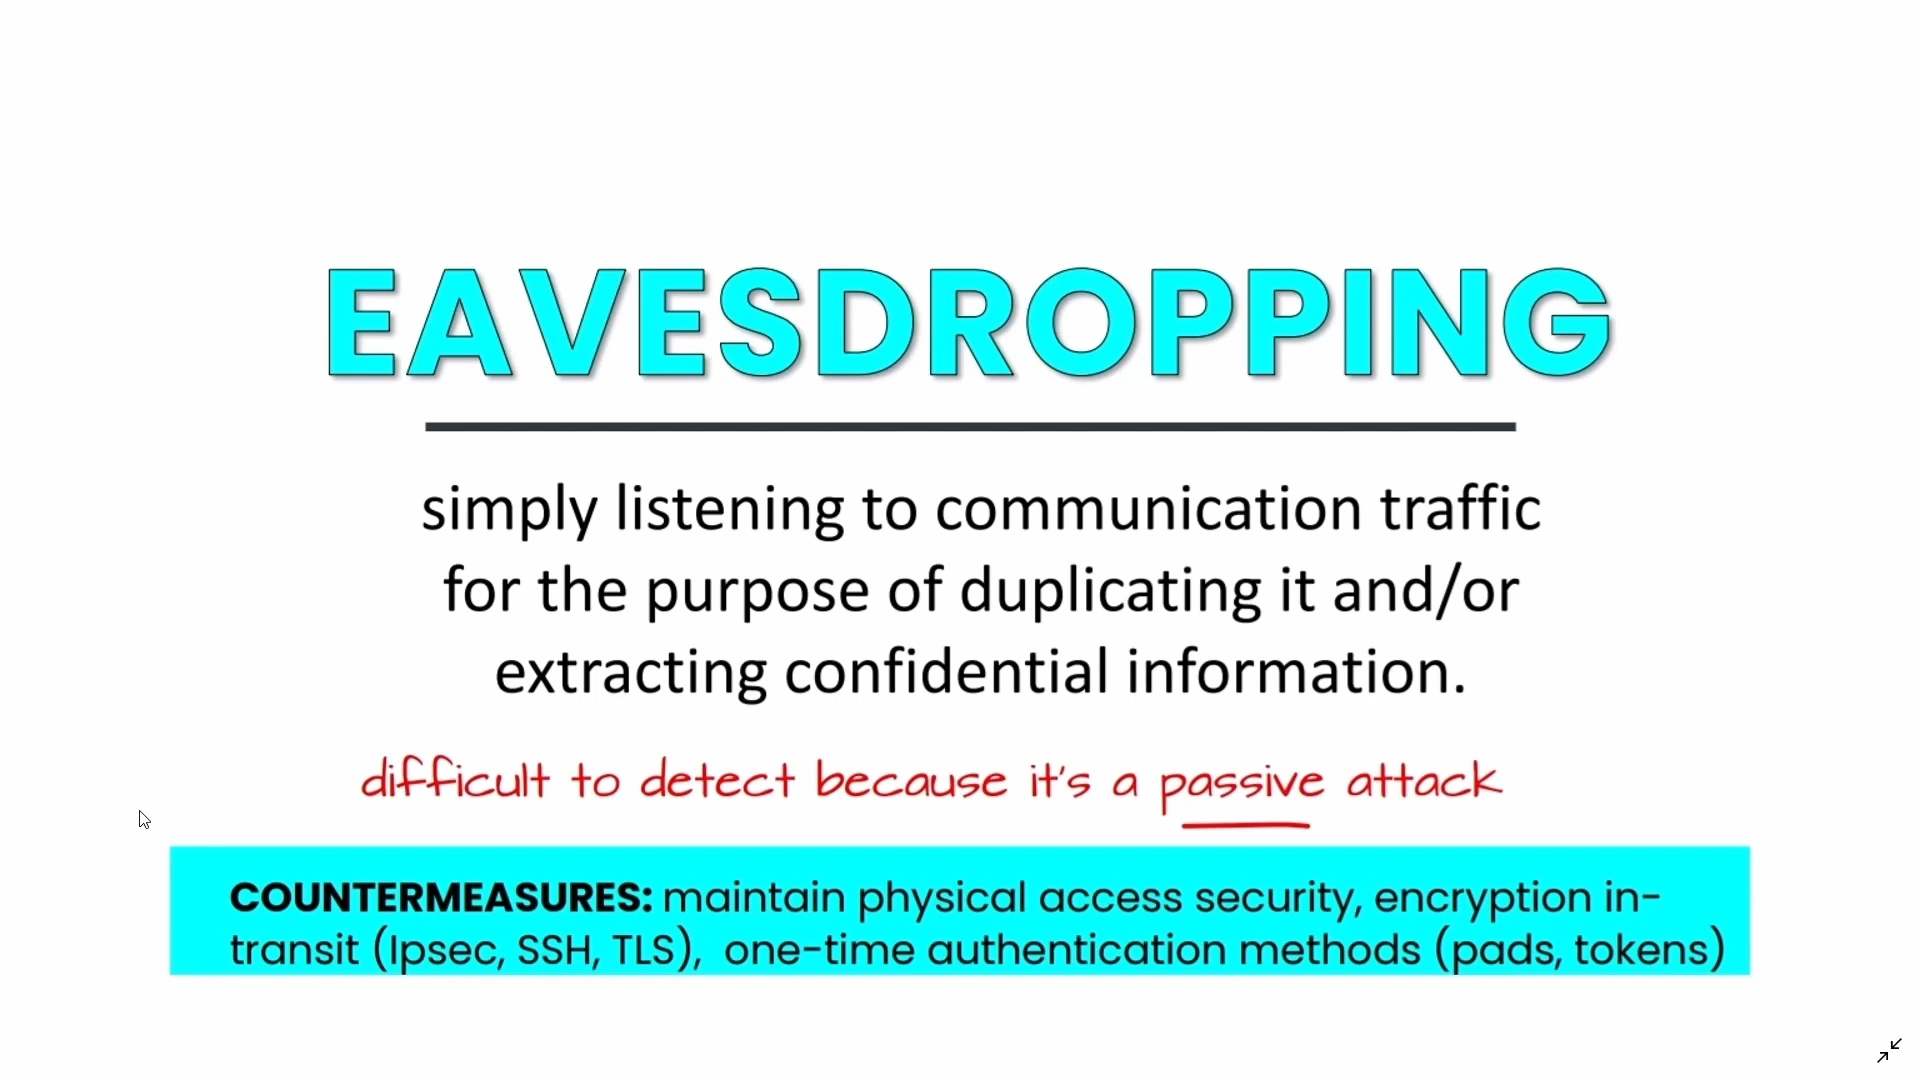 EAVESDROPPING
simply listening to communication traffic
for the purpose of duplicating it and/or
extracting confidential information.
difficult to detect because it's a passive attack
COUNTERMEASURES: maintain physical access security, encryption in-
transit (Ipsec, SSH, TLS),  one-time authentication methods (pads, tokens)